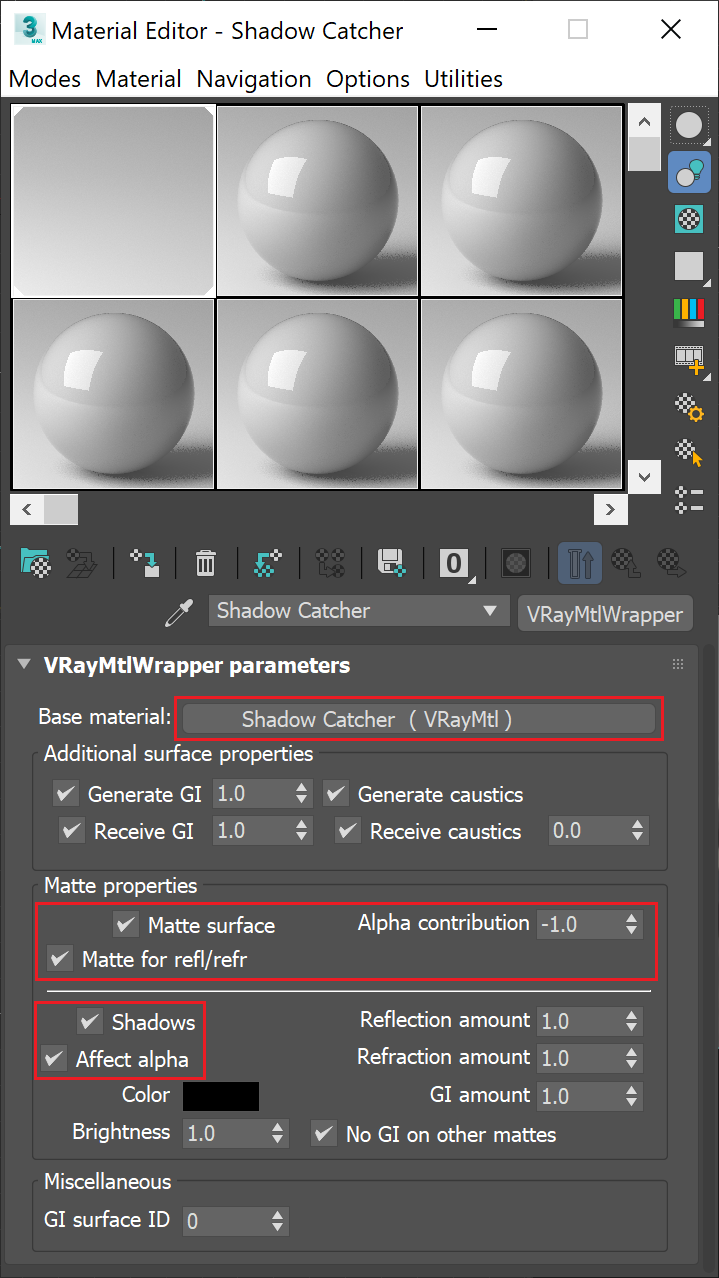 3
MAX
Material Editor - Shadow Catcher
Modes Material Navigation Options Utilities
0
Shadow Catcher
VRayMtlWrapper
VRayMtlWrapper parameters
Base material: Shadow Catcher ( VRayMtl )
Additional surface properties
Generate GI 1.0 Generate caustics
Receive GI 1.0 Receive caustics 0.0
Matte properties
Matte surface Alpha contribution -1.0
Matte for refl/refr
Shadows Reflection amount 1.0
Affect alpha Refraction amount 1.0
Color GI amount 1.0
Brightness 1.0 No GI on other mattes
Miscellaneous
GI surface ID 0